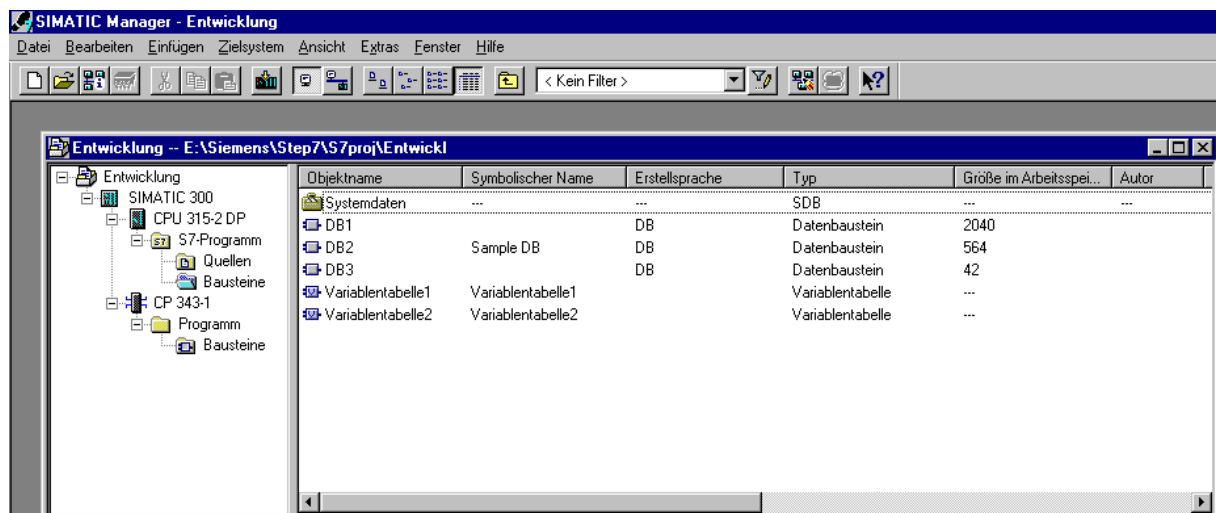 SIMATIC Manager - Entwicklung
Datei Bearbeiten Einfügen Zielsystem Ansicht Extras Fenster Hilfe
< Kein Filter >
Entwicklung -- E:\Siemens\Step7\S7proj\Entwickl
Entwicklung
SIMATIC 300
CPU 315-2 DP
S7-Programm
Quellen
Bausteine
CP 343-1
Programm
Bausteine
Objektname Symbolischer Name Erstellsprache Typ Größe im Arbeitsspei... Autor
Systemdaten --- --- SDB --- ---
DB1 DB Datenbaustein 2040
DB2 Sample DB DB Datenbaustein 564
DB3 DB Datenbaustein 42
Variablentabelle1 Variablentabelle1 Variablentabelle ---
Variablentabelle2 Variablentabelle2 Variablentabelle ---